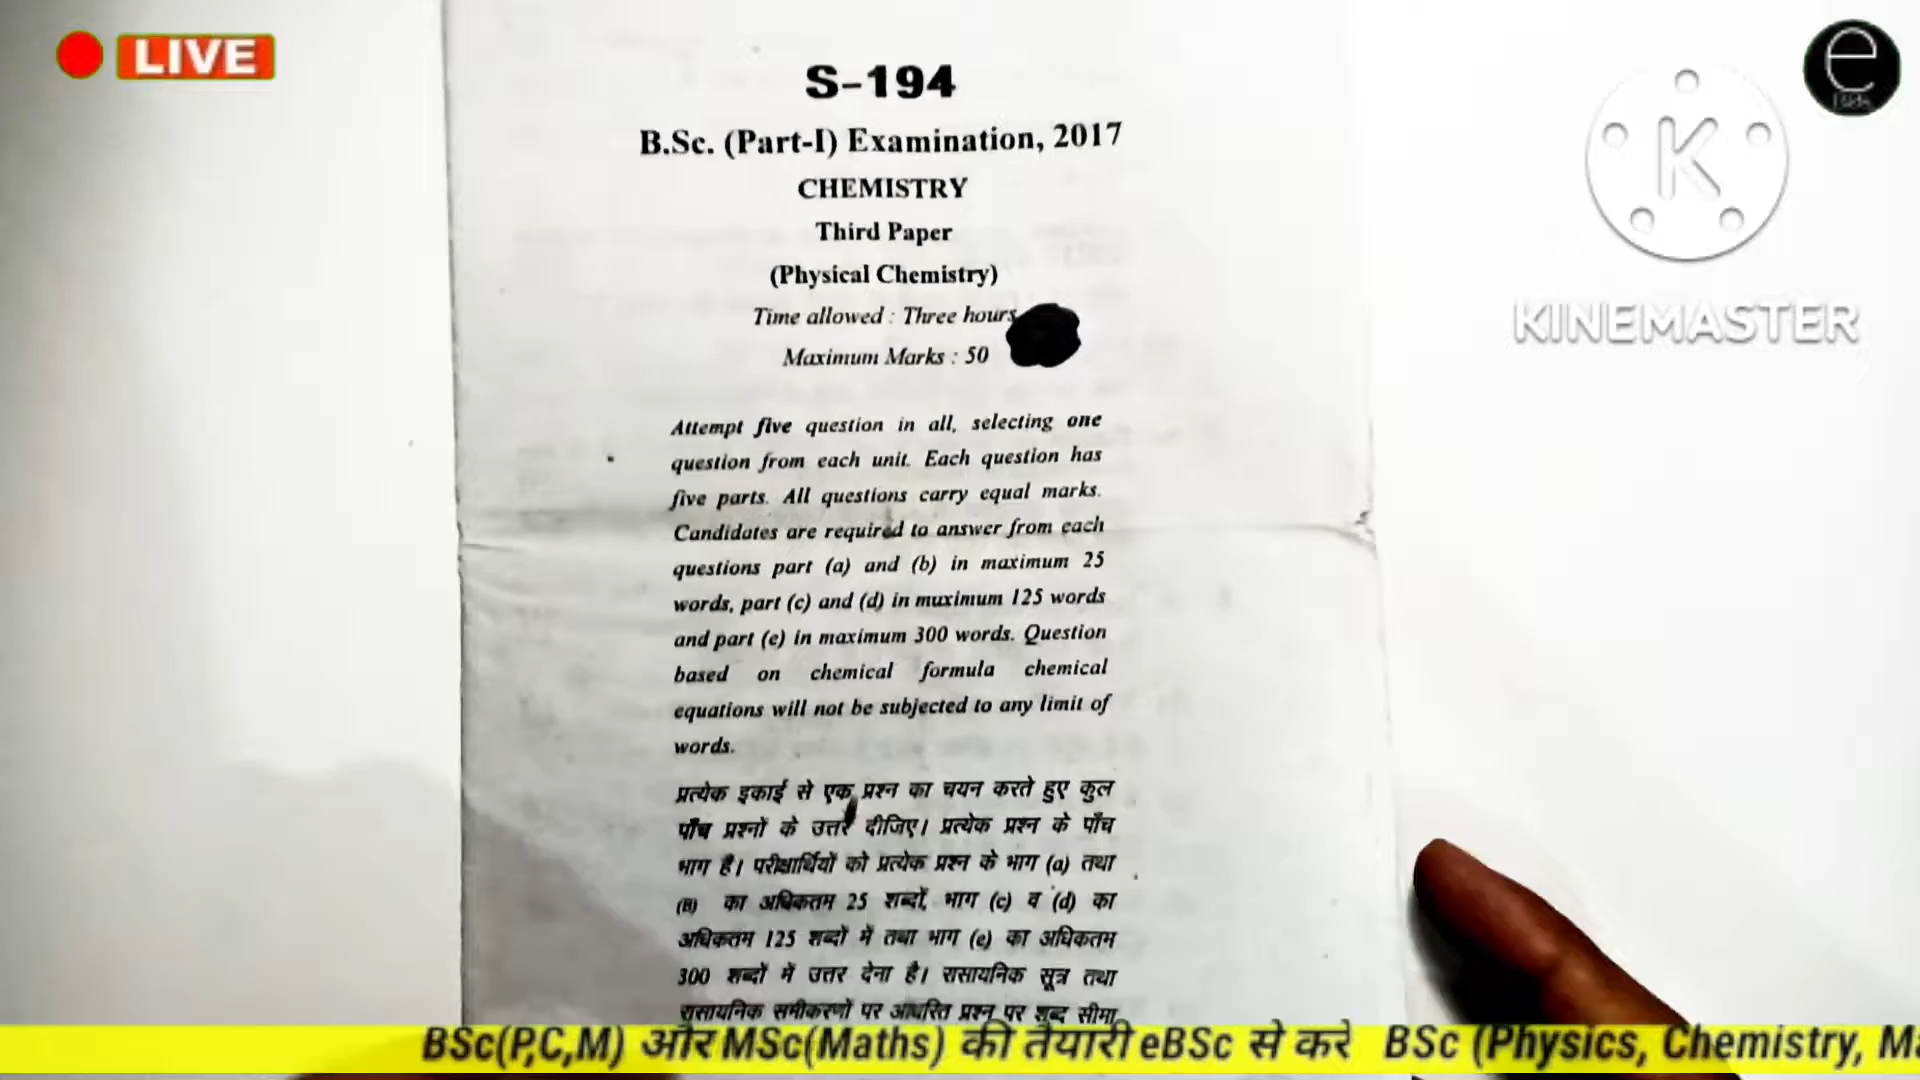 LIVE
S-194
B.Sc. (Part-I) Examination, 2017
CHEMISTRY
Third Paper
(Physical Chemistry)
Time allowed : Three hours
Maximum Marks : 50
Attempt five question in all, selecting one
question from each unit. Each question has
five parts. All questions carry equal marks.
Candidates are required to answer from each
questions part (a) and (b) in maximum 25
words, part (c) and (d) in muximum 125 words
and part (e) in maximum 300 words. Question
based on chemical formula chemical
equations will not be subjected to any limit of
words.
प्रत्येक इकाई से एक प्रश्न का चयन करते हुए कुल
पाँच प्रश्नों के उत्तर दीजिए। प्रत्येक प्रश्न के पाँच
भाग है। परीक्षार्थियों को प्रत्येक प्रश्न के भाग (a) तथा
(B) का अधिकतम 25 शब्दों, भाग (c) व (d) का
अधिकतम 125 शब्दों में तथा भाग (e) का अधिकतम
300 शब्दों में उत्तर देना है। रासायनिक सूत्र तथा
रासायनिक समीकरणों पर आधारित प्रश्न पर शब्द सीमा
e
K
KINEMASTER
BSc(P,C,M) और MSc(Maths) की तैयारी eBSc से करे BSc (Physics, Chemistry, Ma